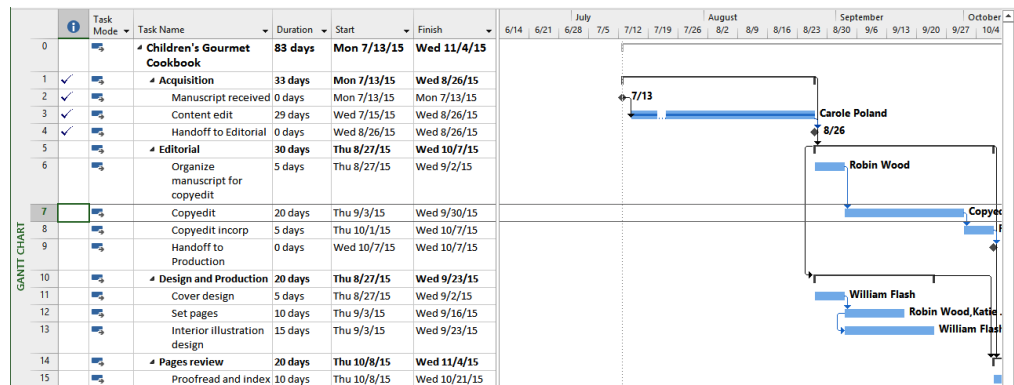 July August September October
Task Mode Task Name Duration Start Finish 6/14 6/21 6/28 7/5 7/12 7/19 7/26 8/2 8/9 8/16 8/23 8/30 9/6 9/13 9/20 9/27 10/4
0 Children's Gourmet Cookbook 83 days Mon 7/13/15 Wed 11/4/15
1 Acquisition 33 days Mon 7/13/15 Wed 8/26/15
2 Manuscript received 0 days Mon 7/13/15 Mon 7/13/15 7/13
3 Content edit 29 days Wed 7/15/15 Wed 8/26/15 Carole Poland
4 Handoff to Editorial 0 days Wed 8/26/15 Wed 8/26/15 8/26
5 Editorial 30 days Thu 8/27/15 Wed 10/7/15
6 Organize manuscript for copyedit 5 days Thu 8/27/15 Wed 9/2/15 Robin Wood
7 Copyedit 20 days Thu 9/3/15 Wed 9/30/15
8 Copyedit incorp 5 days Thu 10/1/15 Wed 10/7/15
9 Handoff to Production 0 days Wed 10/7/15 Wed 10/7/15
10 Design and Production 20 days Thu 8/27/15 Wed 9/23/15
11 Cover design 5 days Thu 8/27/15 Wed 9/2/15 William Flash
12 Set pages 10 days Thu 9/3/15 Wed 9/16/15 Robin Wood,Katie
13 Interior illustration design 15 days Thu 9/3/15 Wed 9/23/15 William Flash
14 Pages review 20 days Thu 10/8/15 Wed 11/4/15
15 Proofread and index 10 days Thu 10/8/15 Wed 10/21/15
GANTT CHART